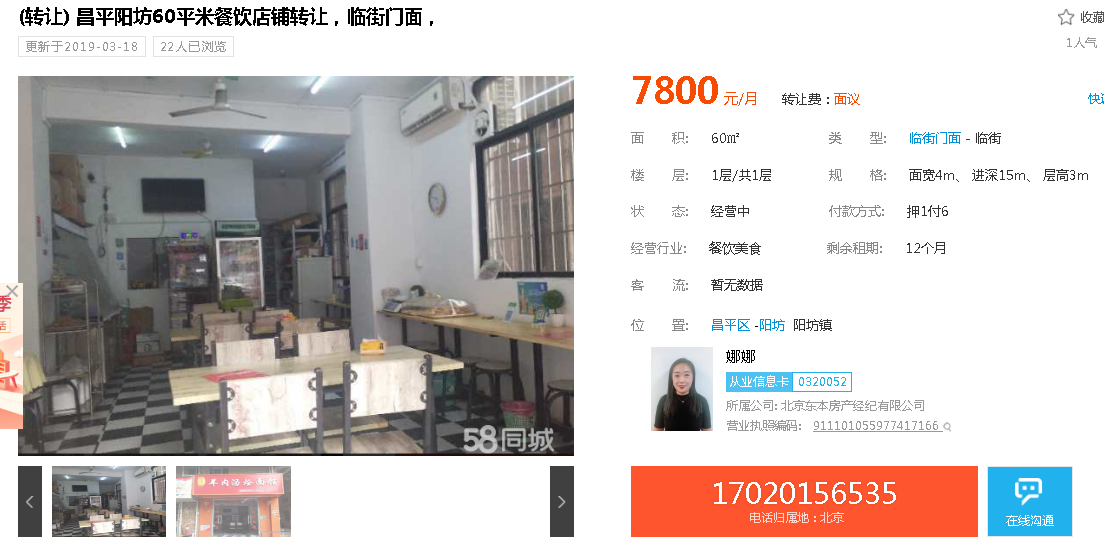 (转让) 昌平阳坊60平米餐饮店铺转让，临街门面，
收藏
更新于2019-03-18 22人已浏览
1人气
7800 元/月 转让费：面议
面 积: 60㎡ 类 型: 临街门面 - 临街
楼 层: 1层/共1层 规 格: 面宽4m、 进深15m、 层高3m
状 态: 经营中 付款方式: 押1付6
经营行业: 餐饮美食 剩余租期: 12个月
客 流: 暂无数据
位 置: 昌平区 -阳坊 阳坊镇
季
娜娜
从业信息卡 0320052
所属公司: 北京东本房产经纪有限公司
营业执照编码: 911101055977417166
58同城
羊肉汤烩面馆
17020156535
电话归属地：北京
在线沟通